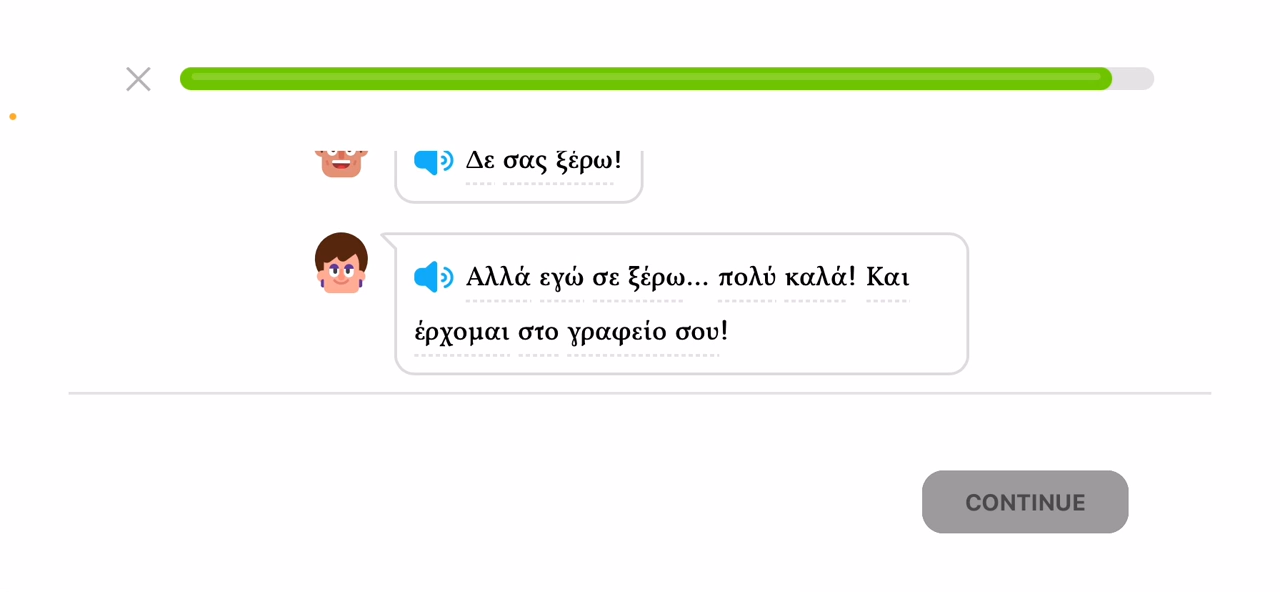 Δε σας ξέρω!
Αλλά εγώ σε ξέρω... πολύ καλά! Και
έρχομαι στο γραφείο σου!
CONTINUE